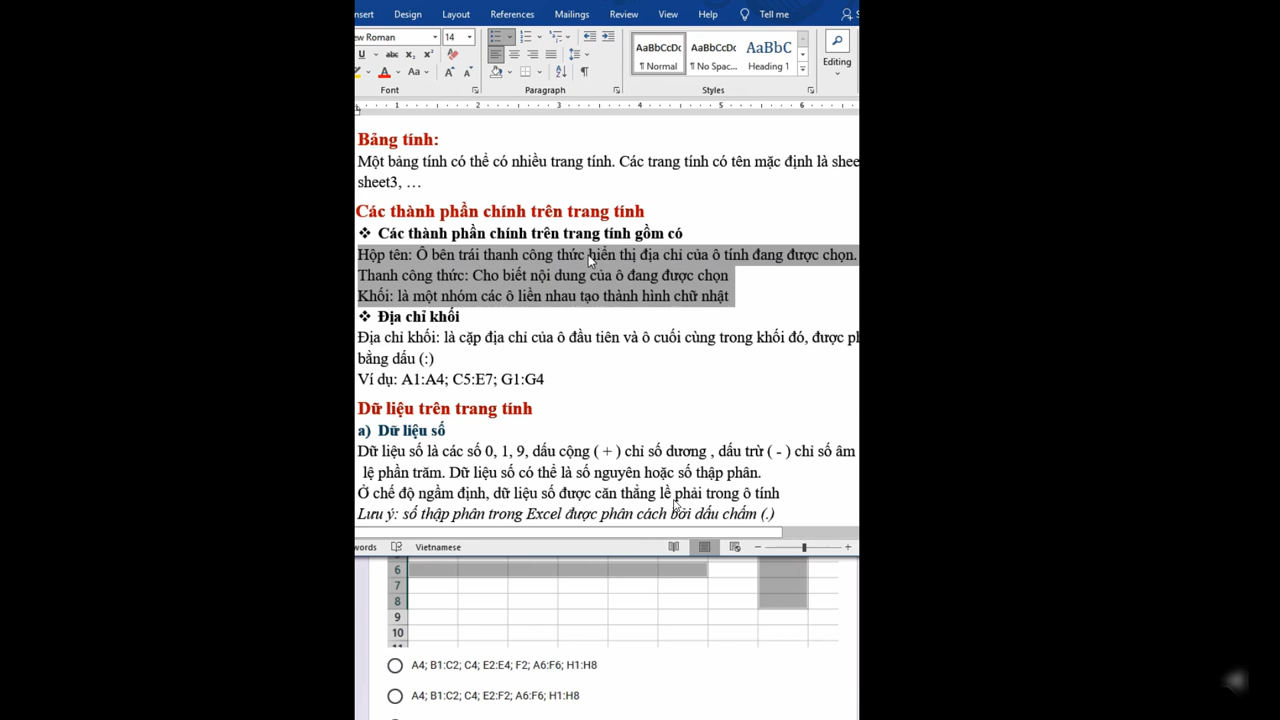 nsert Design Layout References Mailings Review View Help Tell me
ew Roman 14
AaBbCcDc AaBbCcDc AaBbC
¶ Normal ¶ No Spac... Heading 1 Editing
Font Paragraph Styles
1 2 3 4 5 6
Bảng tính:
Một bảng tính có thể có nhiều trang tính. Các trang tính có tên mặc định là shee
sheet3, …
Các thành phần chính trên trang tính
❖ Các thành phần chính trên trang tính gồm có
Hộp tên: Ô bên trái thanh công thức hiển thị địa chỉ của ô tính đang được chọn.
Thanh công thức: Cho biết nội dung của ô đang được chọn
Khối: là một nhóm các ô liền nhau tạo thành hình chữ nhật
❖ Địa chỉ khối
Địa chỉ khối: là cặp địa chỉ của ô đầu tiên và ô cuối cùng trong khối đó, được ph
bằng dấu (:)
Ví dụ: A1:A4; C5:E7; G1:G4
Dữ liệu trên trang tính
a) Dữ liệu số
Dữ liệu số là các số 0, 1, 9, dấu cộng ( + ) chỉ số dương , dấu trừ ( - ) chỉ số âm
lệ phần trăm. Dữ liệu số có thể là số nguyên hoặc số thập phân.
Ở chế độ ngầm định, dữ liệu số được căn thẳng lề phải trong ô tính
Lưu ý: số thập phân trong Excel được phân cách bởi dấu chấm (.)
words Vietnamese
6
7
8
9
10
A4; B1:C2; C4; E2:E4; F2; A6:F6; H1:H8
A4; B1:C2; C4; E2:F2; A6:F6; H1:H8